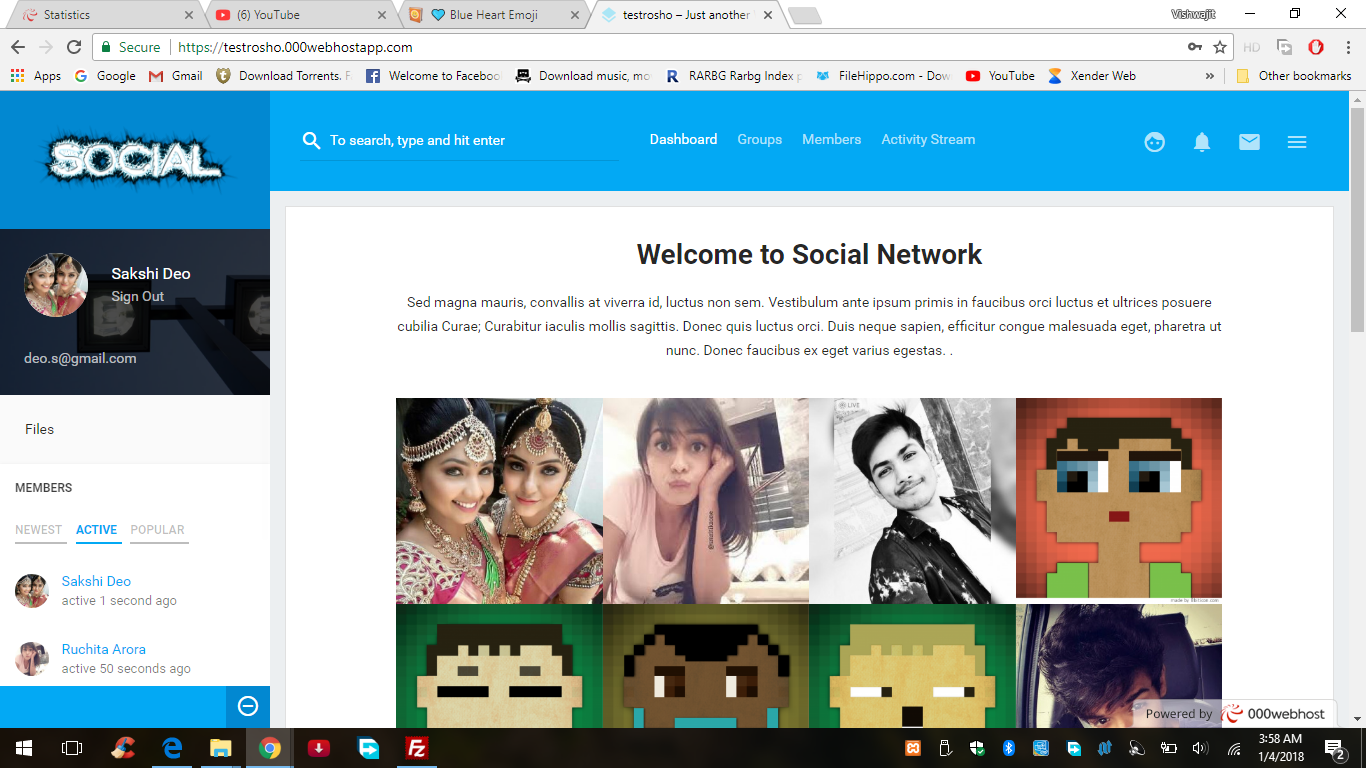 Statistics
(6) YouTube
💙 Blue Heart Emoji
testrosho – Just another
Vishwajit
Secure
https://testrosho.000webhostapp.com
HD
Apps
Google
Gmail
Download Torrents. F
Welcome to Faceboo
Download music, mo
RARBG Rarbg Index p
FileHippo.com - Dow
YouTube
Xender Web
»
Other bookmarks
SOCIAL
To search, type and hit enter
Dashboard
Groups
Members
Activity Stream
Sakshi Deo
Sign Out
deo.s@gmail.com
Files
MEMBERS
NEWEST
ACTIVE
POPULAR
Sakshi Deo
active 1 second ago
Ruchita Arora
active 50 seconds ago
Welcome to Social Network
Sed magna mauris, convallis at viverra id, luctus non sem. Vestibulum ante ipsum primis in faucibus orci luctus et ultrices posuere
cubilia Curae; Curabitur iaculis mollis sagittis. Donec quis luctus orci. Duis neque sapien, efficitur congue malesuada eget, pharetra ut
nunc. Donec faucibus ex eget varius egestas. .
LIVE
Powered by
000webhost
3:58 AM
1/4/2018
2